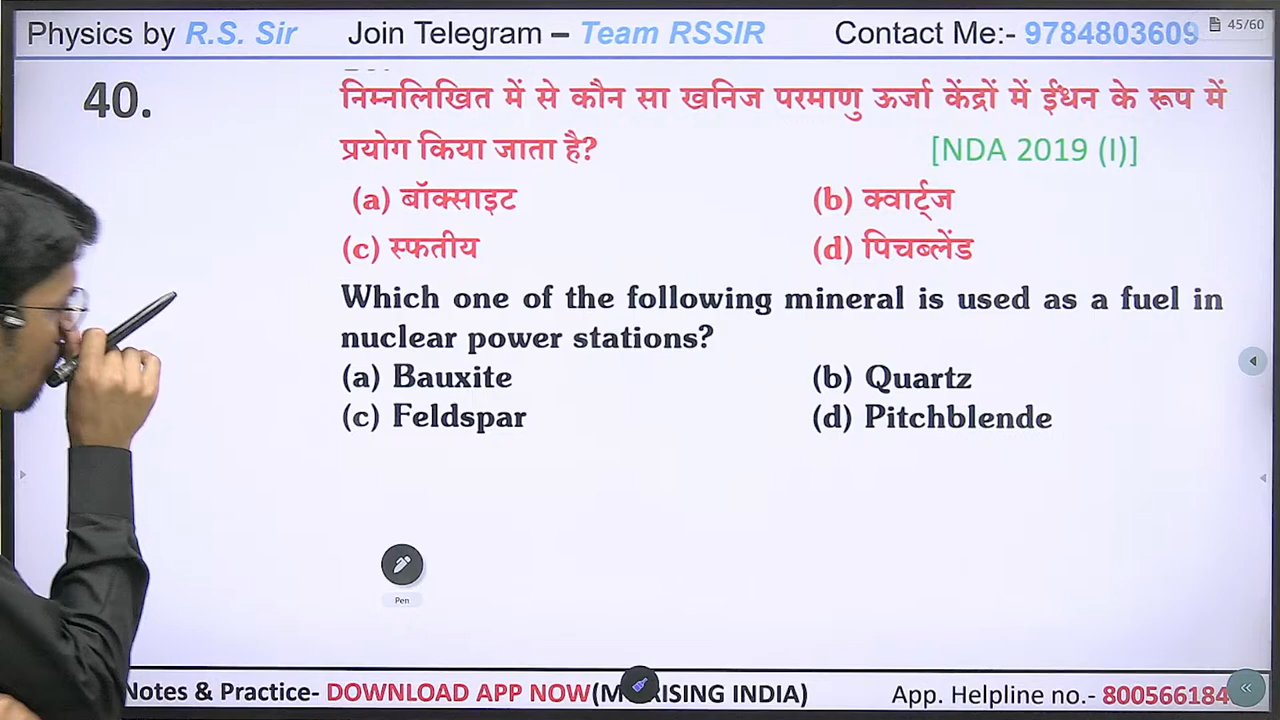 Physics by R.S. Sir Join Telegram – Team RSSIR Contact Me:- 9784803609 45/60
40.
निम्नलिखित में से कौन सा खनिज परमाणु ऊर्जा केंद्रों में ईंधन के रूप में
प्रयोग किया जाता है? [NDA 2019 (I)]
(a) बॉक्साइट (b) क्वार्ट्ज
(c) स्फतीय (d) पिचब्लेंड
Which one of the following mineral is used as a fuel in
nuclear power stations?
(a) Bauxite (b) Quartz
(c) Feldspar (d) Pitchblende
Pen
Notes & Practice- DOWNLOAD APP NOW(M RISING INDIA) App. Helpline no.- 800566184